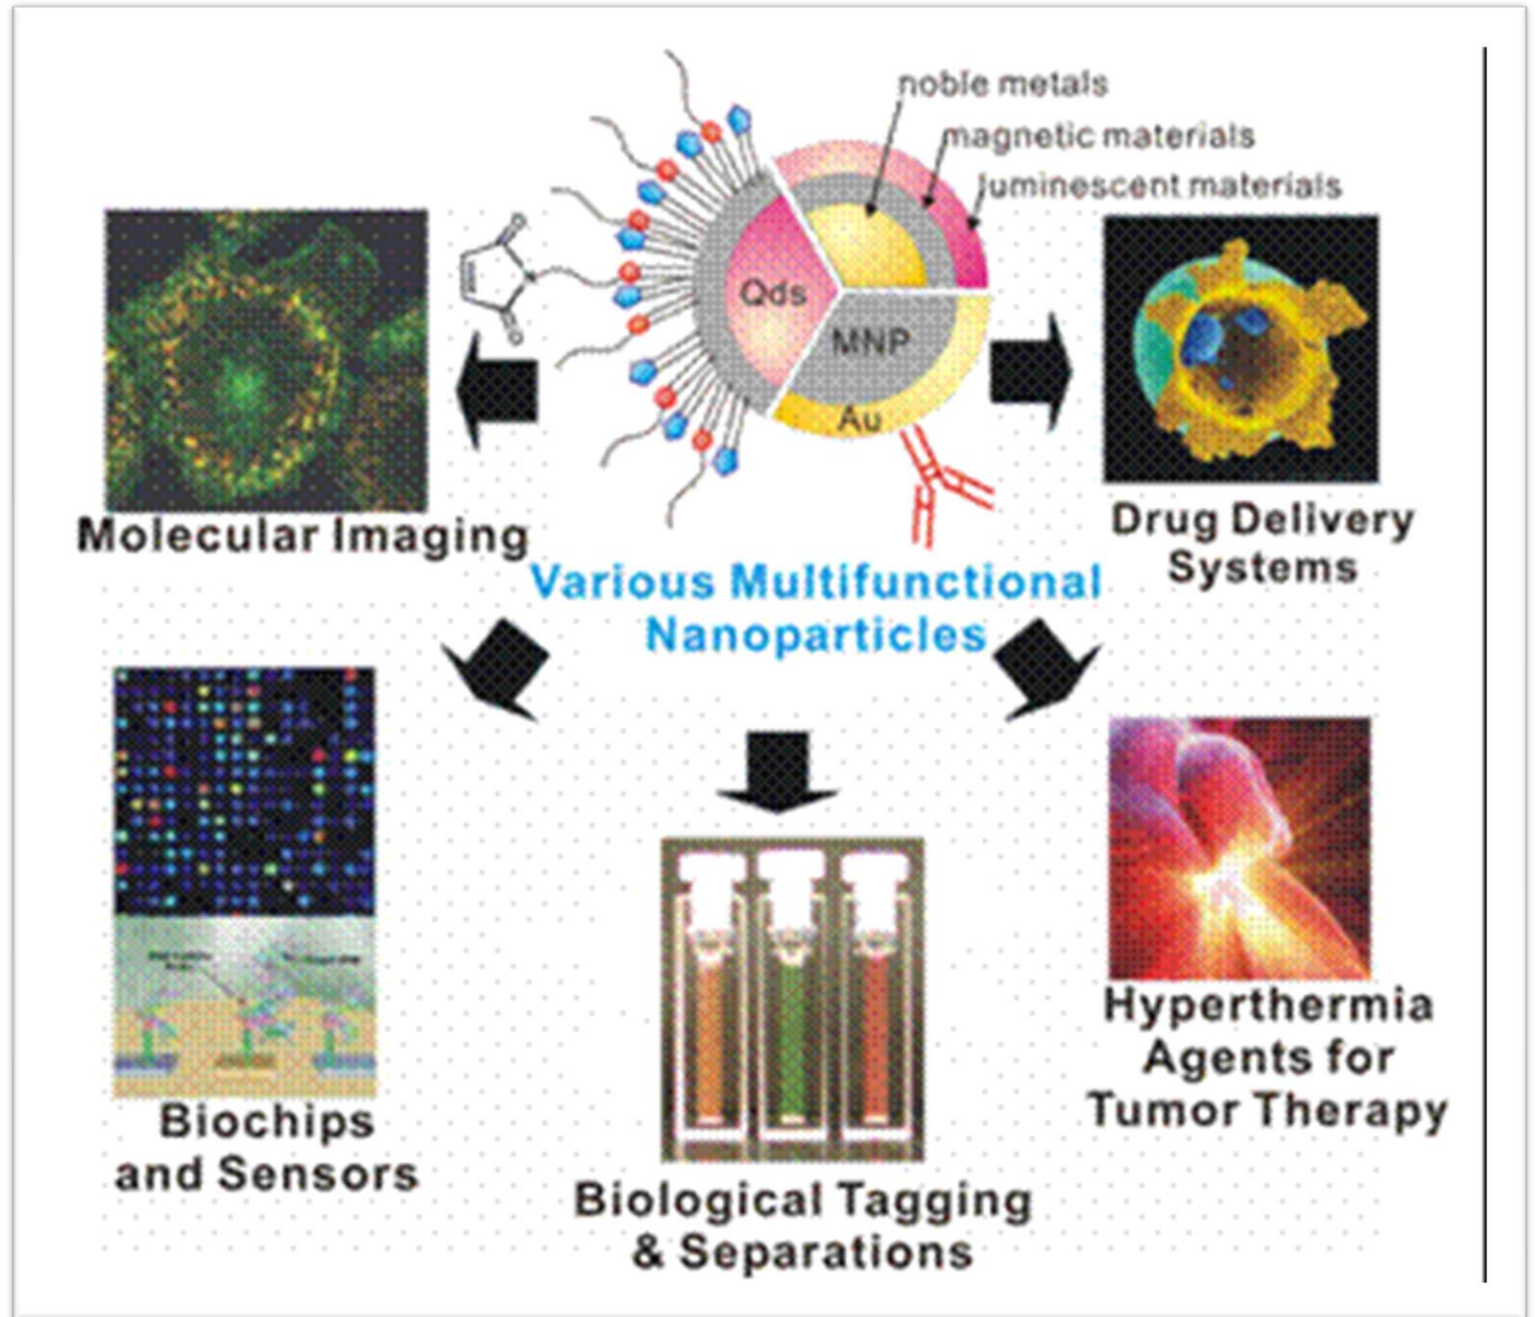 noble metals
magnetic materials
luminescent materials
Qds
MNP
Au
Molecular Imaging
Drug Delivery
Systems
Various Multifunctional
Nanoparticles
Biochips
and Sensors
Biological Tagging
& Separations
Hyperthermia
Agents for
Tumor Therapy